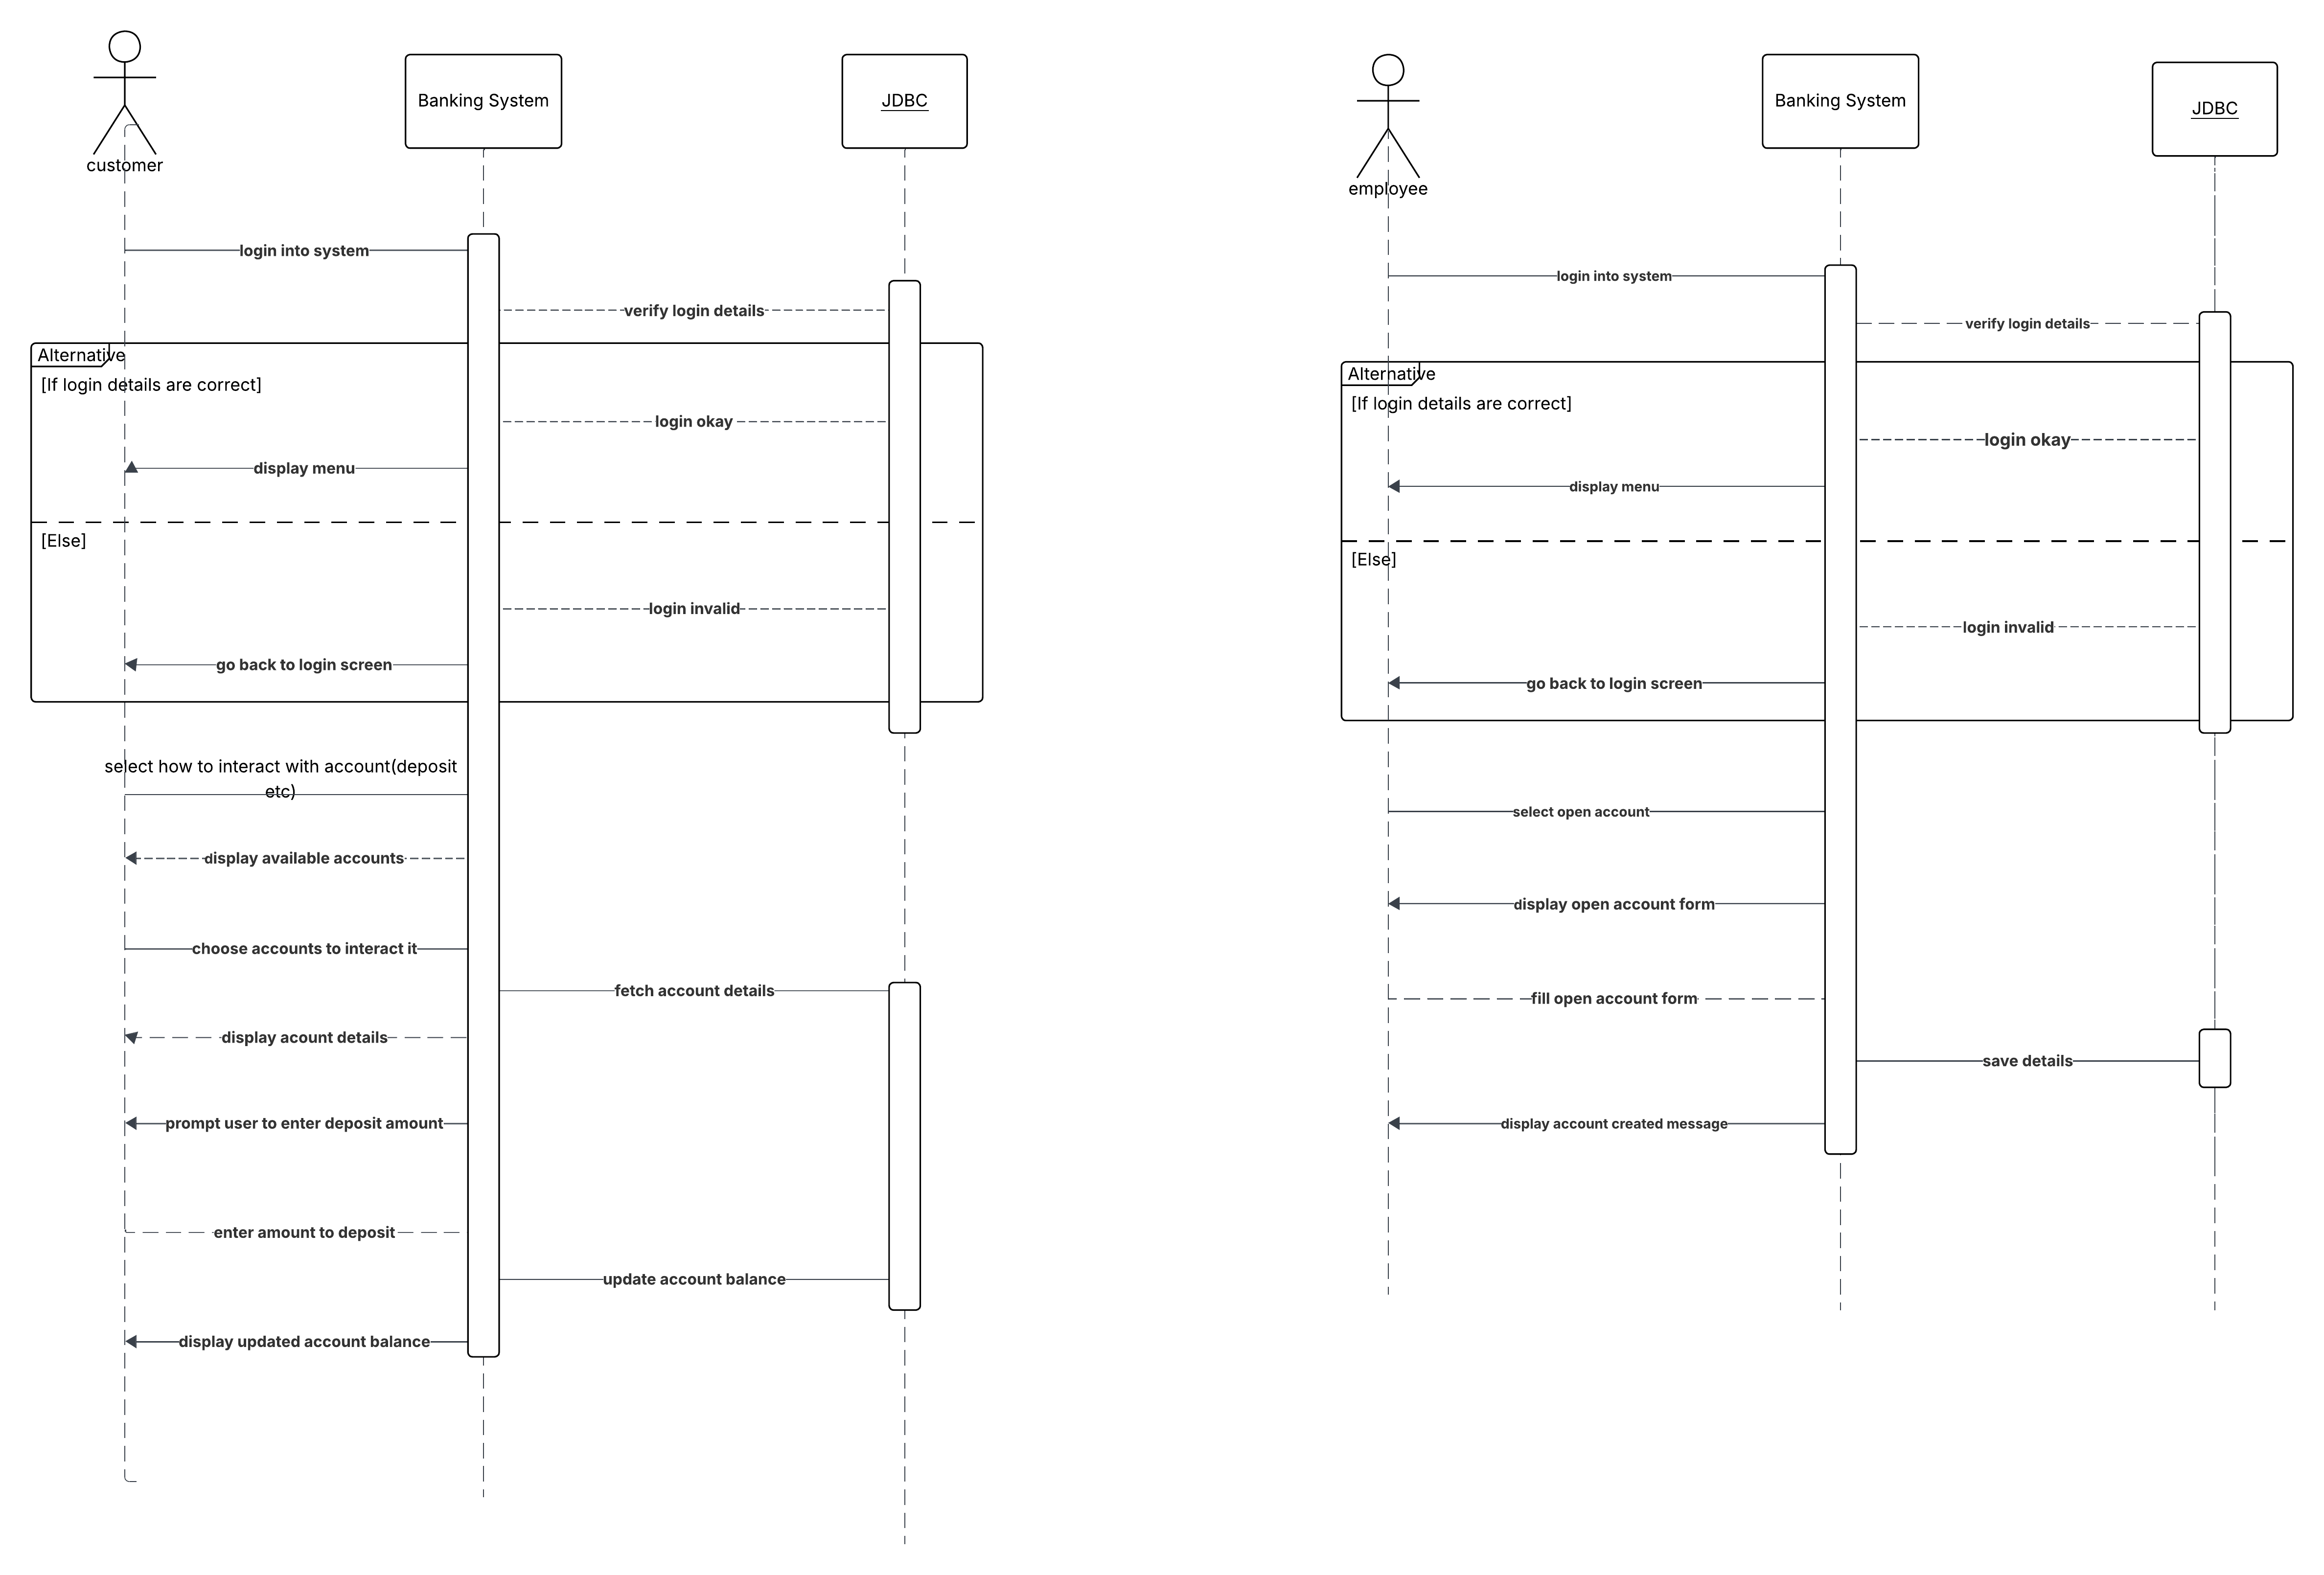 customer
Banking System
JDBC
login into system
verify login details
Alternative
[If login details are correct]
login okay
display menu
[Else]
login invalid
go back to login screen
select how to interact with account(deposit
etc)
display available accounts
choose accounts to interact it
fetch account details
display acount details
prompt user to enter deposit amount
enter amount to deposit
update account balance
display updated account balance
employee
Banking System
JDBC
login into system
verify login details
Alternative
[If login details are correct]
login okay
display menu
[Else]
login invalid
go back to login screen
select open account
display open account form
fill open account form
save details
display account created message